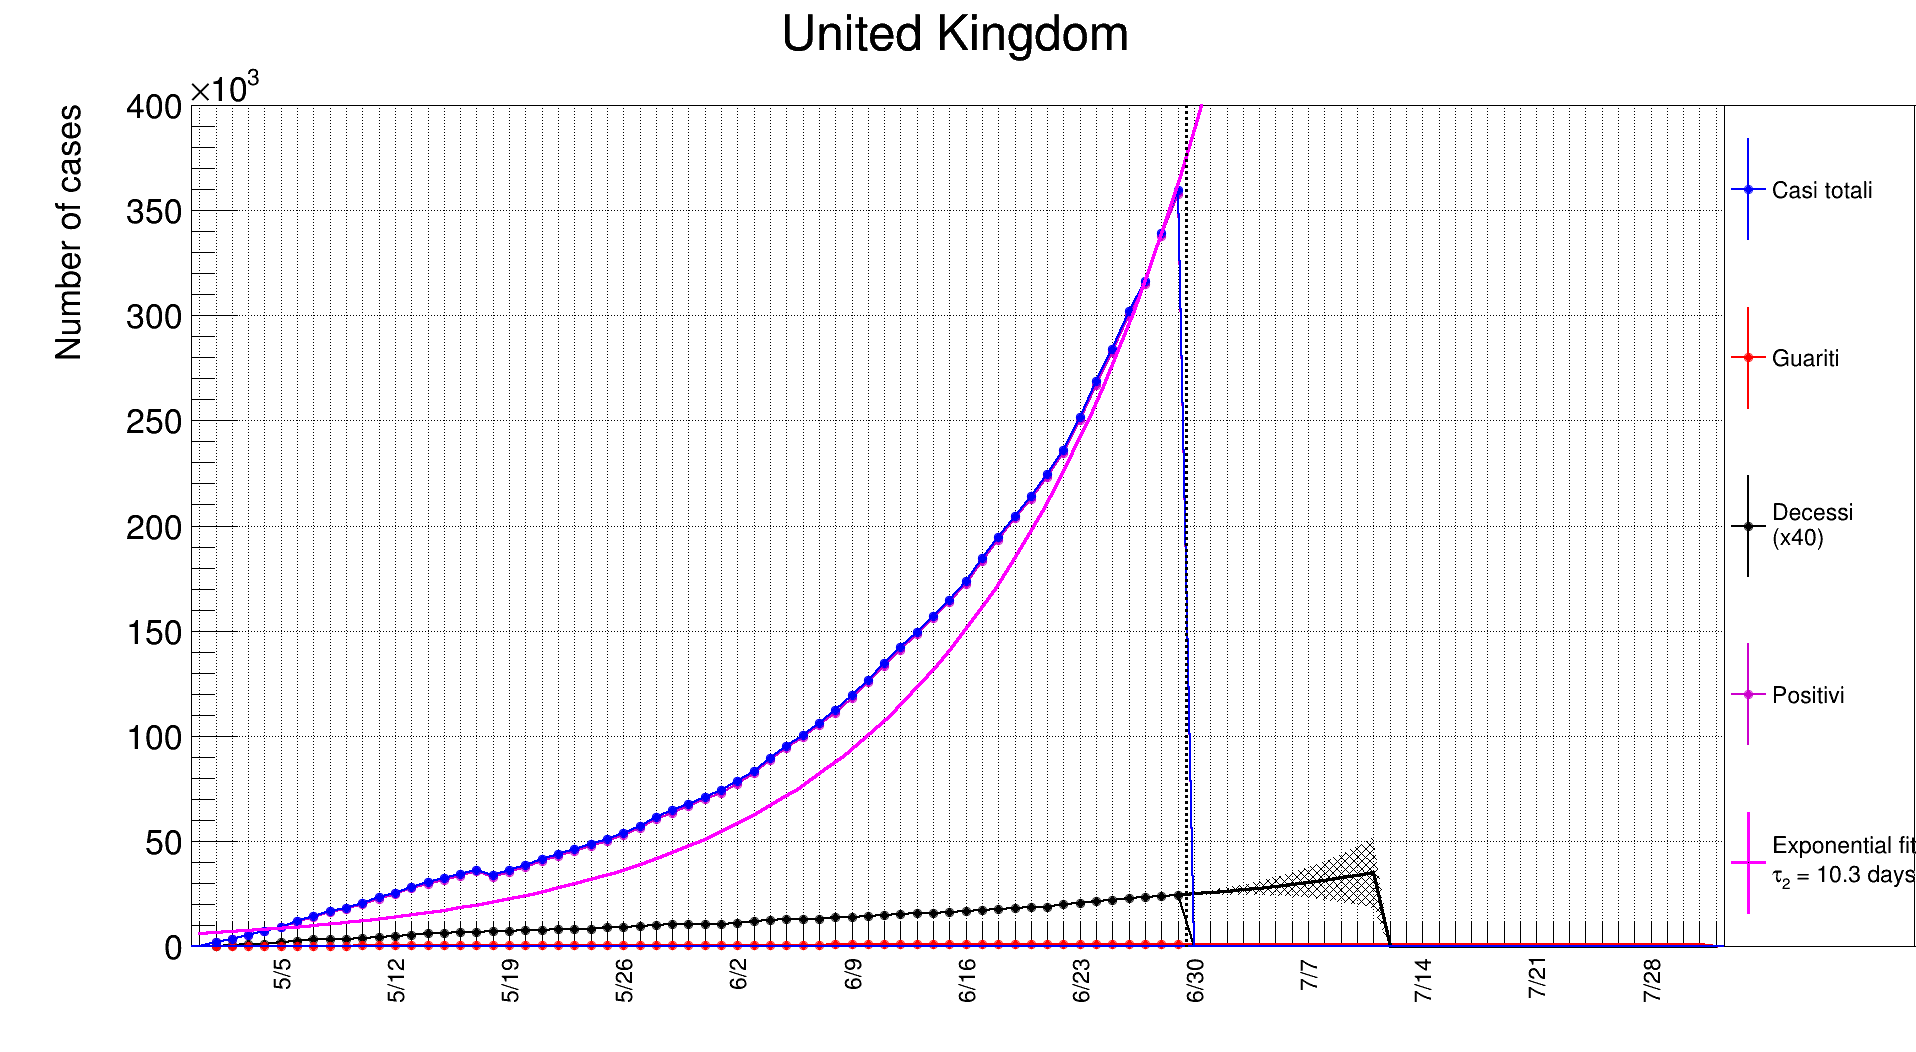 United Kingdom
×10³
Number of cases
400
350
300
250
200
150
100
50
0
5/5
5/12
5/19
5/26
6/2
6/9
6/16
6/23
6/30
7/7
7/14
7/21
7/28
Casi totali
Guariti
Decessi
(x40)
Positivi
Exponential fit
τ₂ = 10.3 days